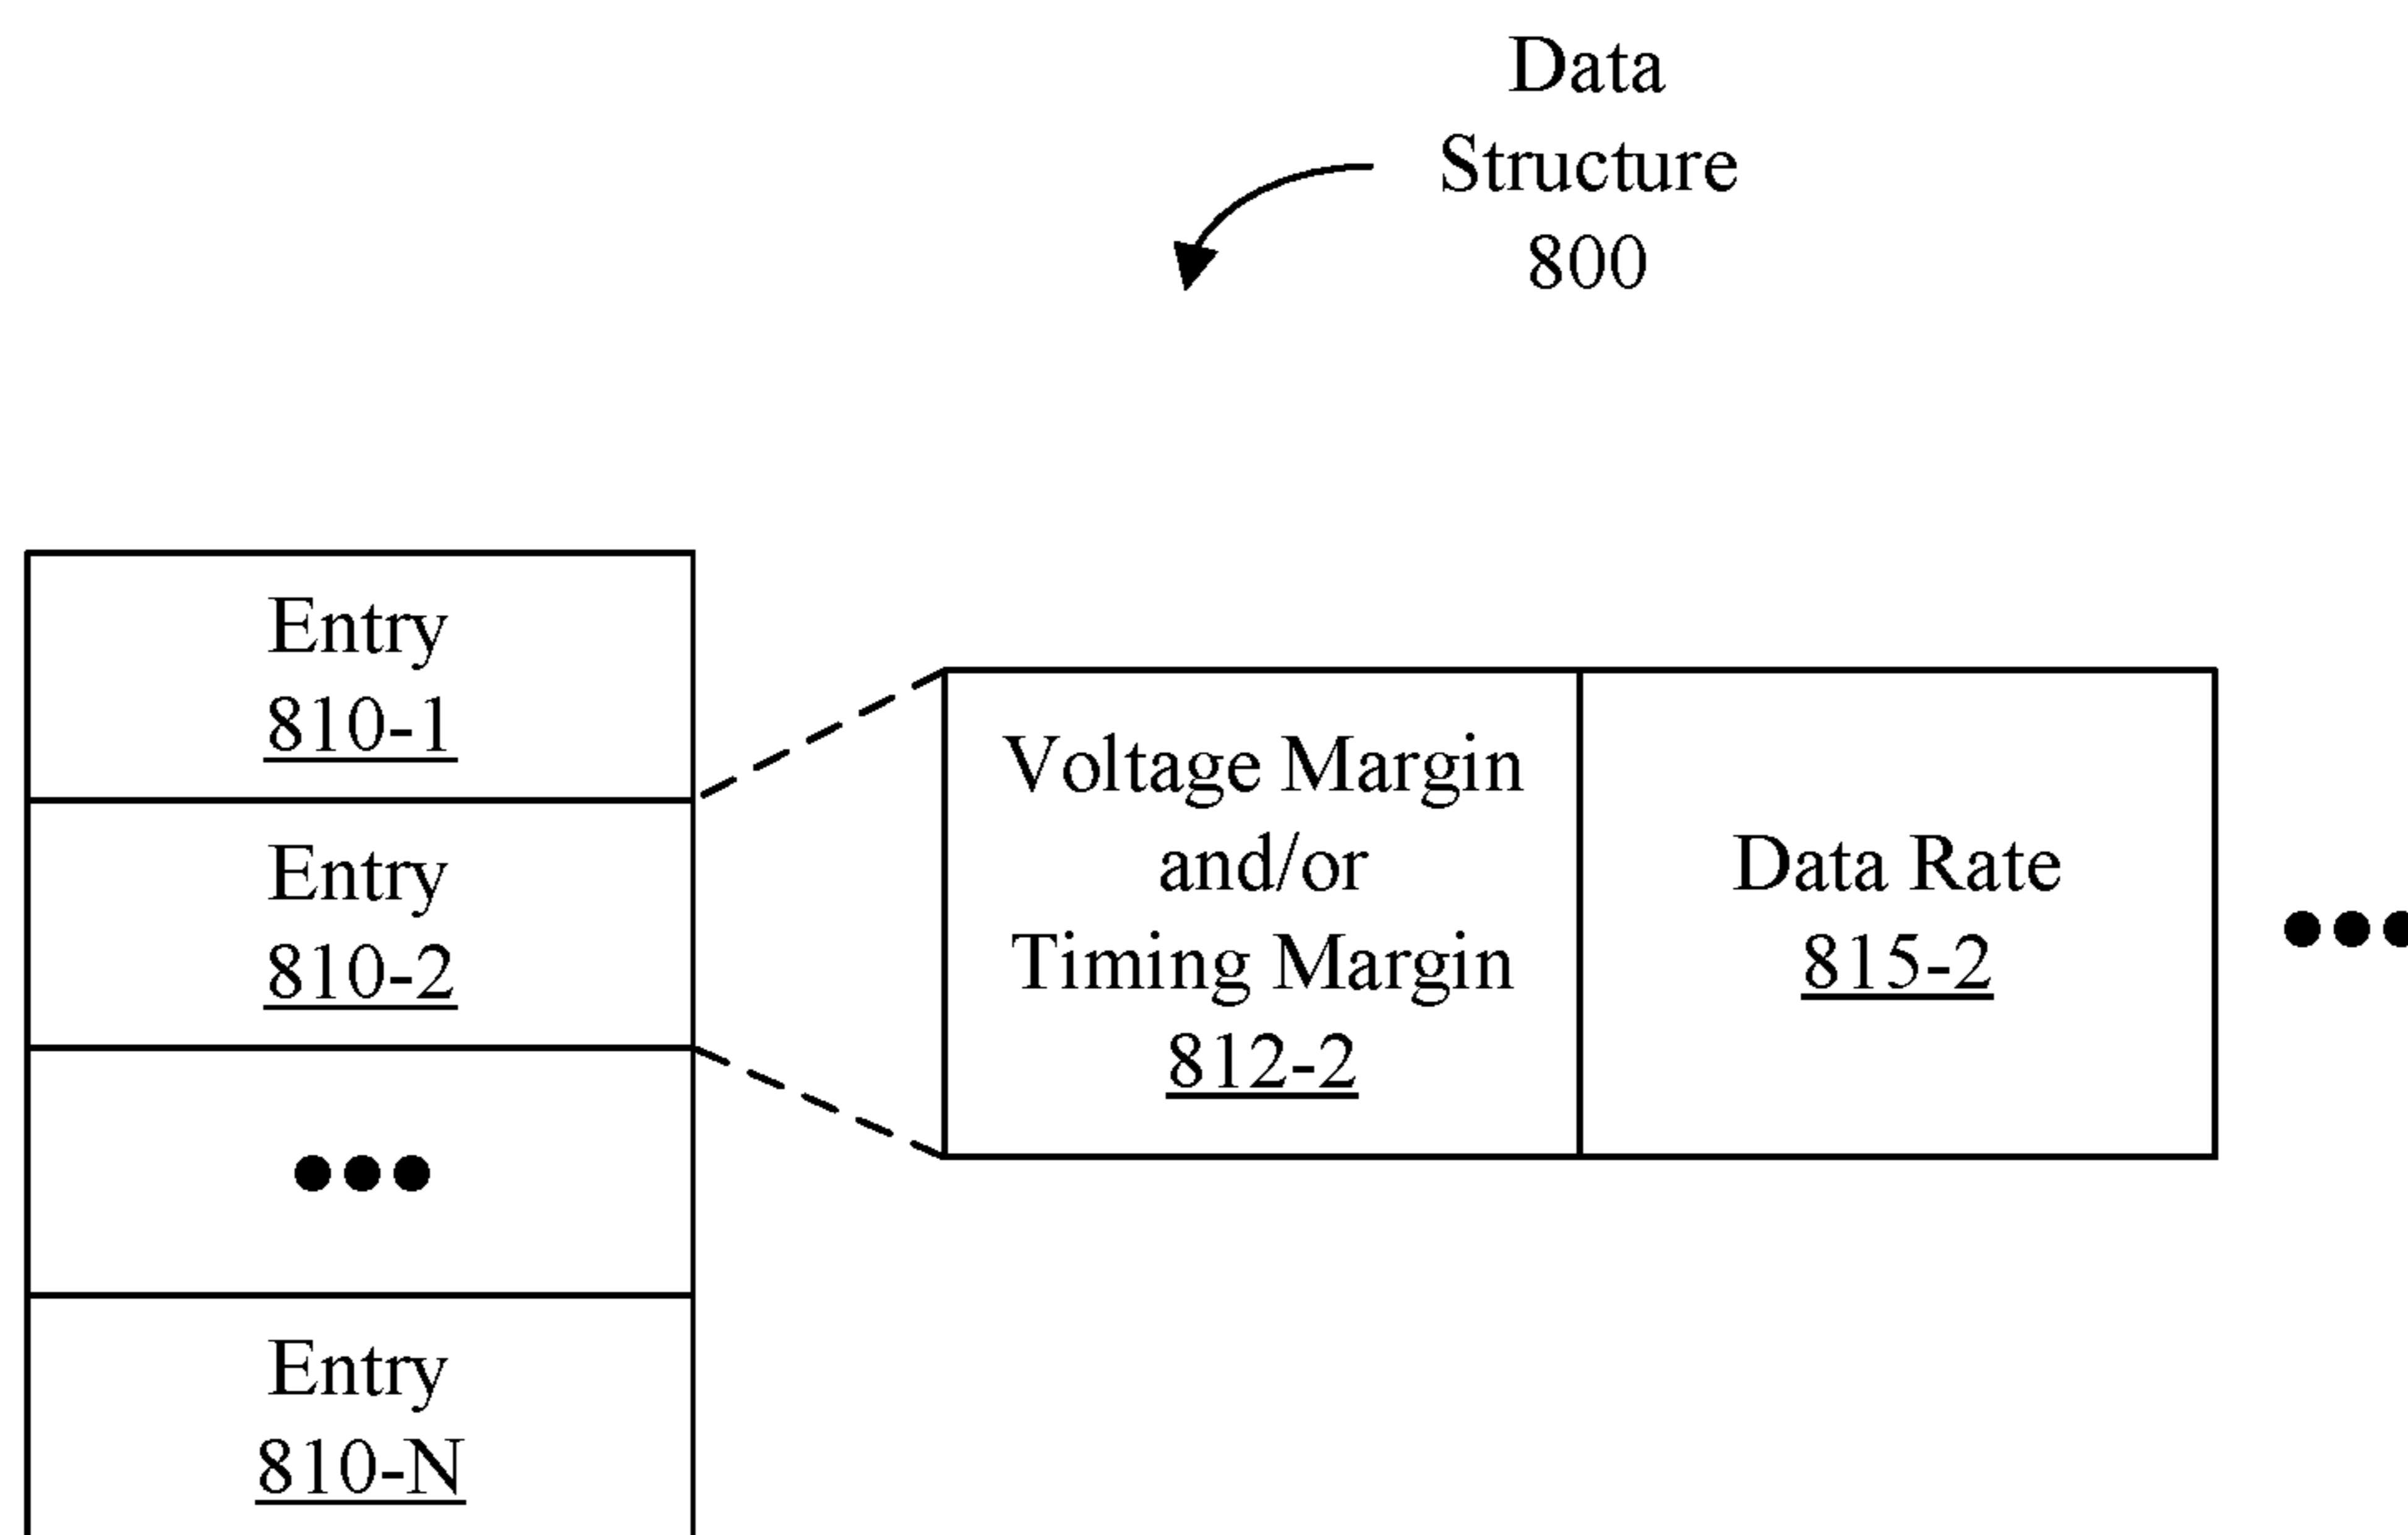 Data
Structure
800
Entry
810-1
Entry
810-2
●●●
Entry
810-N
Voltage Margin
and/or
Timing Margin
812-2
Data Rate
815-2
●●●